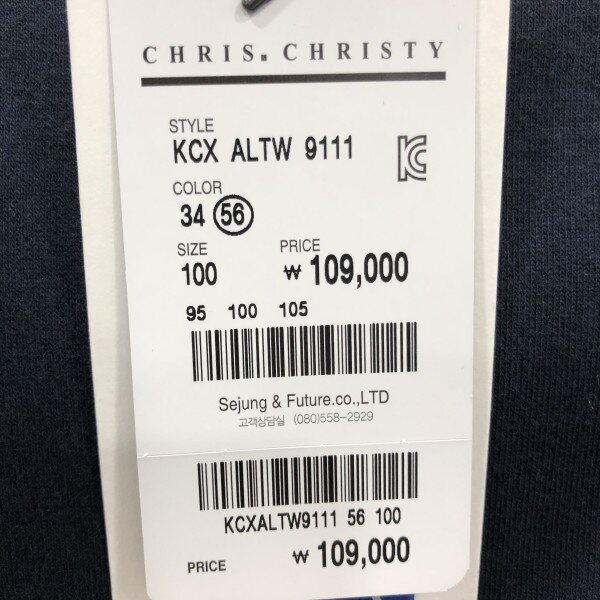 CHRIS. CHRISTY
STYLE
KCX ALTW 9111
KC
COLOR
34 56
SIZE PRICE
100 ₩ 109,000
95 100 105
Sejung & Future.co.,LTD
고객상담실 (080)558-2929
KCXALTW9111 56 100
PRICE ₩ 109,000